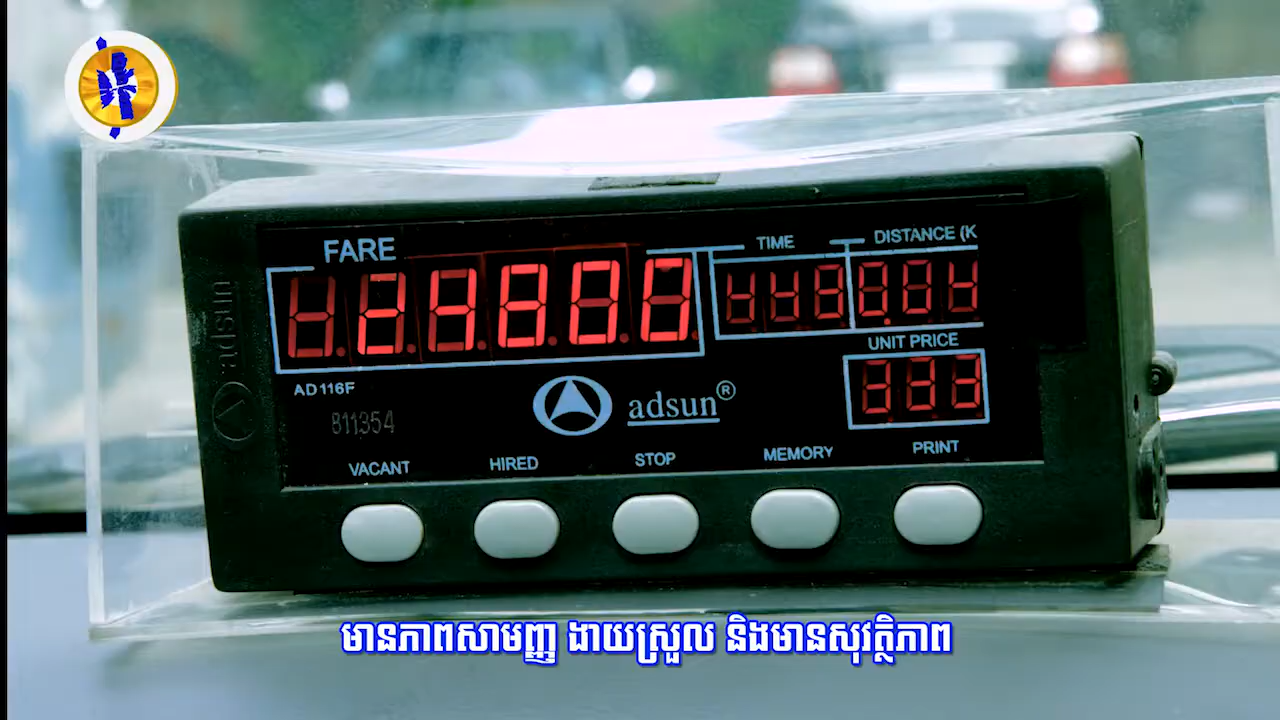 FARE
TIME
DISTANCE (K
adsun
UNIT PRICE
AD116F
811354
adsun®
VACANT
HIRED
STOP
MEMORY
PRINT
មានភាពសាមញ្ញ ងាយស្រួល និងមានសុវត្ថិភាព